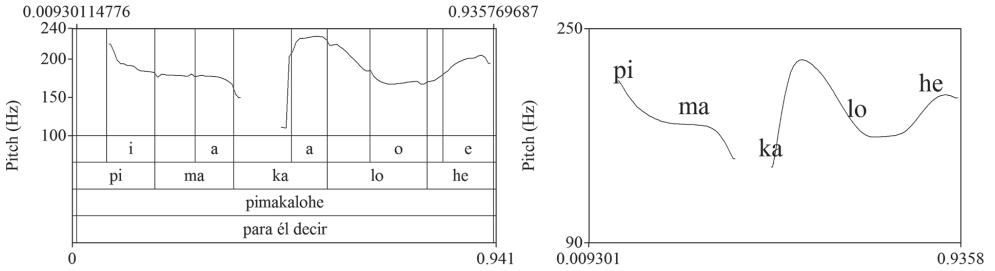 0.00930114776 0.935769687
240
200
150
100
Pitch (Hz)
i a a o e
pi ma ka lo he
pimakalohe
para él decir
0 0.941
250
90
Pitch (Hz)
pi ma ka lo he
0.009301 0.9358